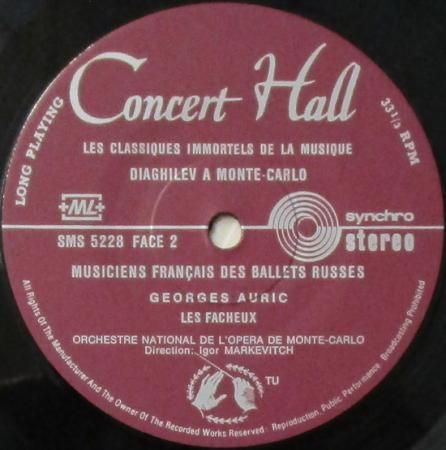 Concert Hall
LONG PLAYING
33 1/3 RPM
LES CLASSIQUES IMMORTELS DE LA MUSIQUE
DIAGHILEV A MONTE-CARLO
ML
synchro
stereo
SMS 5228 FACE 2
MUSICIENS FRANÇAIS DES BALLETS RUSSES
GEORGES AURIC
LES FACHEUX
ORCHESTRE NATIONAL DE L'OPERA DE MONTE-CARLO
Direction: Igor MARKEVITCH
TU
All Rights Of The Manufacturer And The Owner Of The Recorded Works Reserved. Reproduction, Public Performance, Broadcasting Prohibited